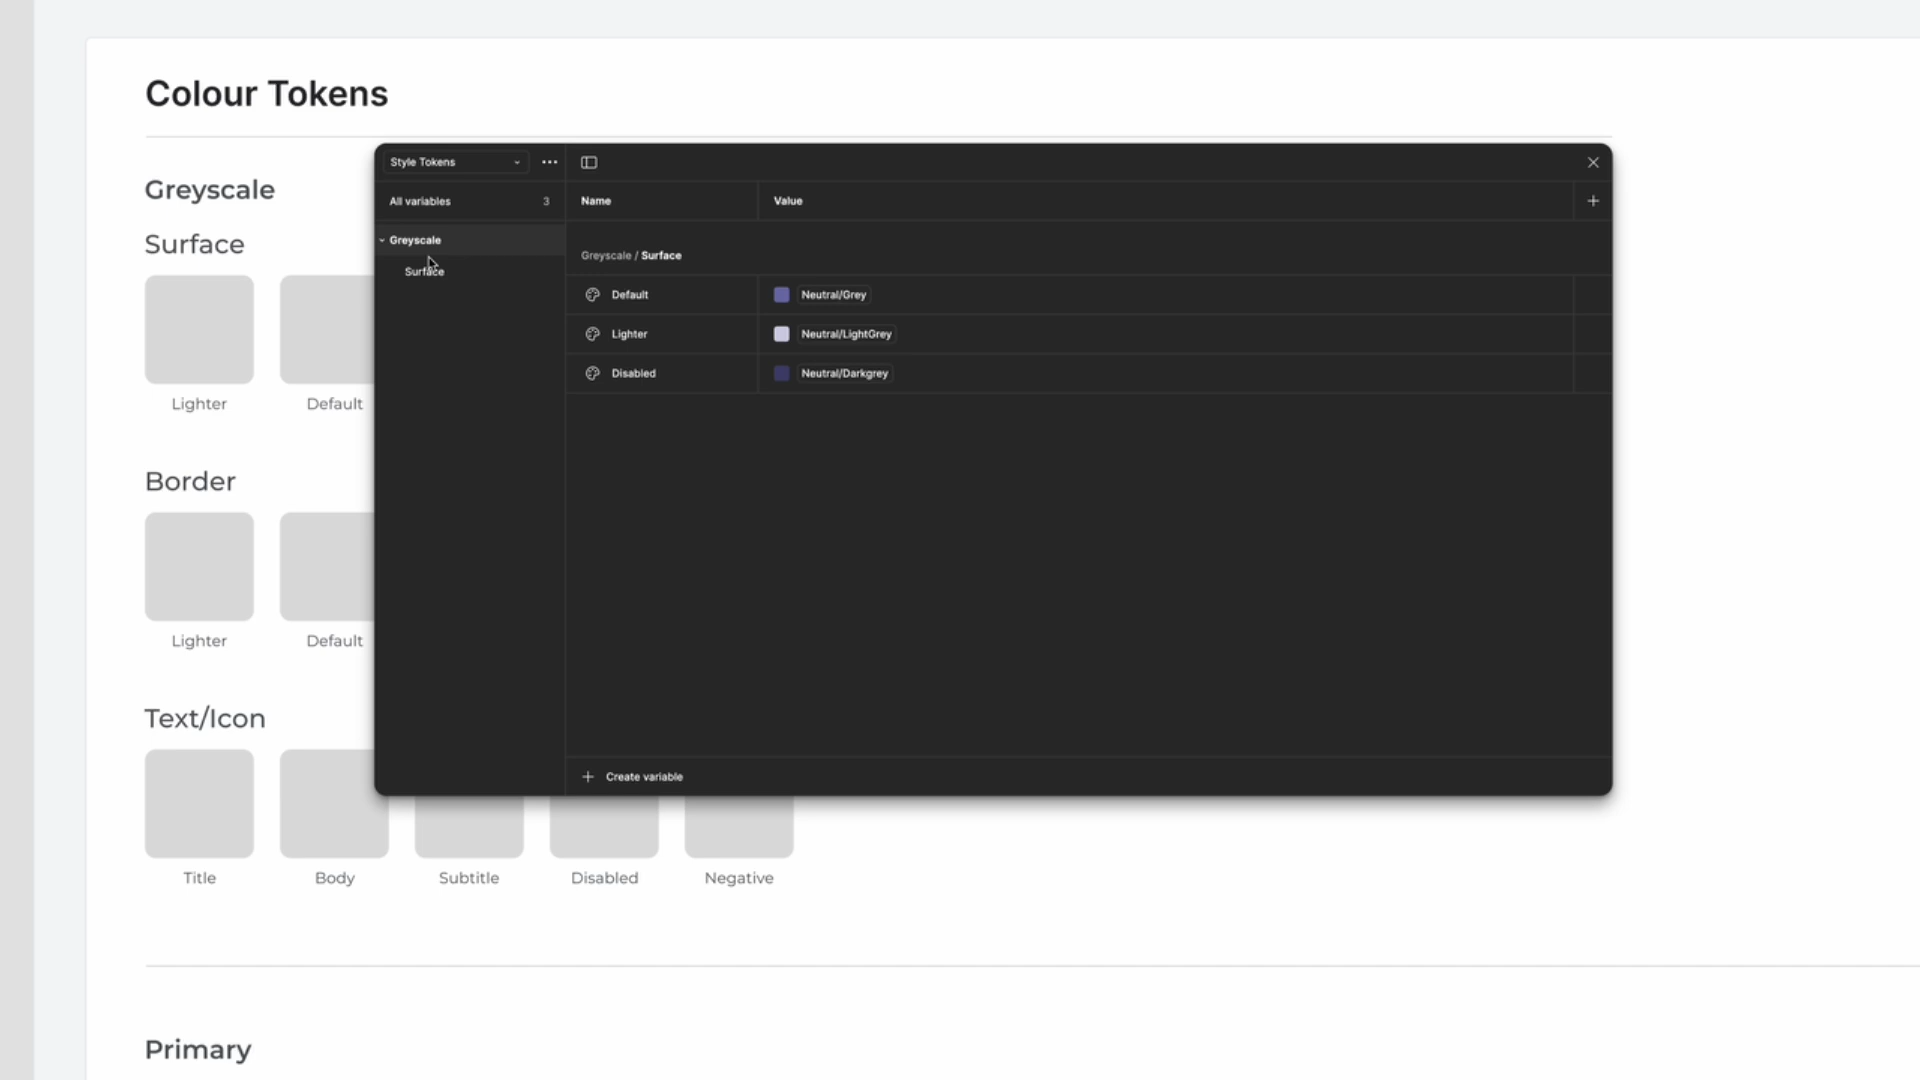 Colour Tokens
Greyscale
Surface
Lighter
Default
Border
Lighter
Default
Text/Icon
Title
Body
Subtitle
Disabled
Negative
Primary
Style Tokens
All variables 3
Greyscale
Surface
Name Value
Greyscale / Surface
Default Neutral/Grey
Lighter Neutral/LightGrey
Disabled Neutral/Darkgrey
Create variable